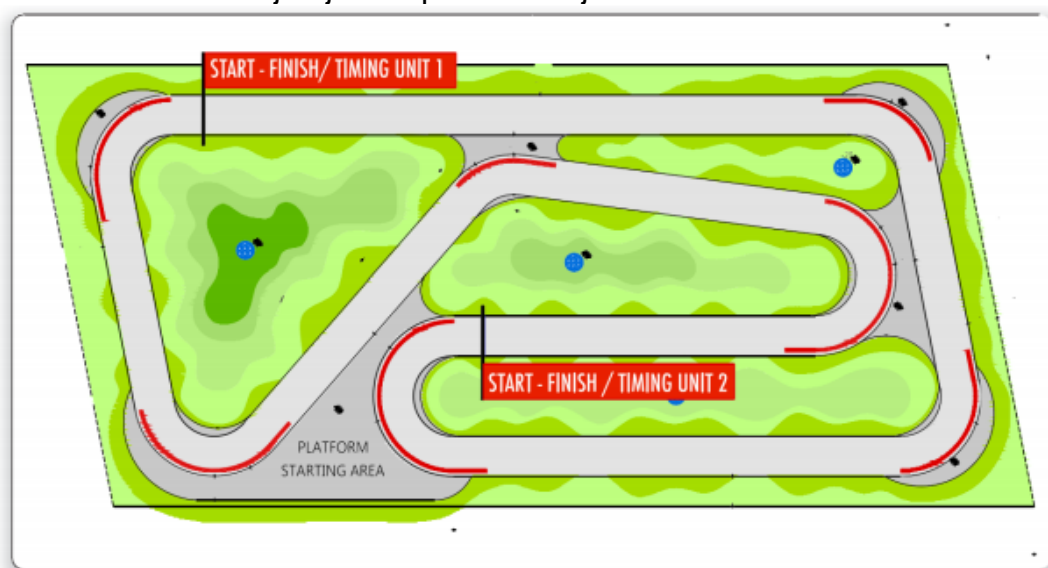 START - FINISH/ TIMING UNIT 1
START - FINISH / TIMING UNIT 2
PLATFORM
STARTING AREA